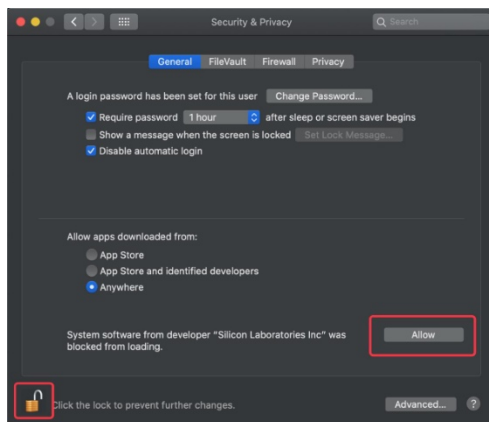 Security & Privacy
Search
General FileVault Firewall Privacy
A login password has been set for this user Change Password...
Require password 1 hour after sleep or screen saver begins
Show a message when the screen is locked Set Lock Message...
Disable automatic login
Allow apps downloaded from:
App Store
App Store and identified developers
Anywhere
System software from developer “Silicon Laboratories Inc” was
blocked from loading.
Allow
Click the lock to prevent further changes.
Advanced... ?